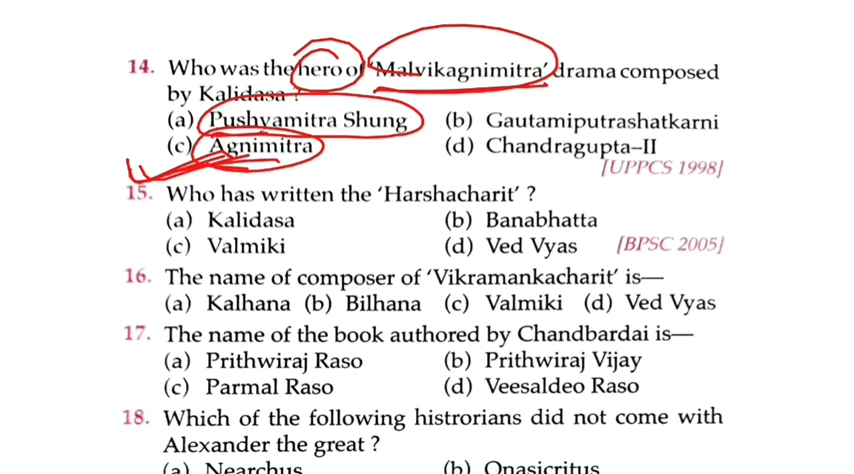 14. Who was the hero of 'Malvikagnimitra' drama composed
by Kalidasa ?
(a) Pushyamitra Shung (b) Gautamiputrashatkarni
(c) Agnimitra (d) Chandragupta–II
[UPPCS 1998]
15. Who has written the 'Harshacharit' ?
(a) Kalidasa (b) Banabhatta
(c) Valmiki (d) Ved Vyas [BPSC 2005]
16. The name of composer of 'Vikramankacharit' is—
(a) Kalhana (b) Bilhana (c) Valmiki (d) Ved Vyas
17. The name of the book authored by Chandbardai is—
(a) Prithwiraj Raso (b) Prithwiraj Vijay
(c) Parmal Raso (d) Veesaldeo Raso
18. Which of the following histrorians did not come with
Alexander the great ?
(a) Nearchus (b) Onasicritus